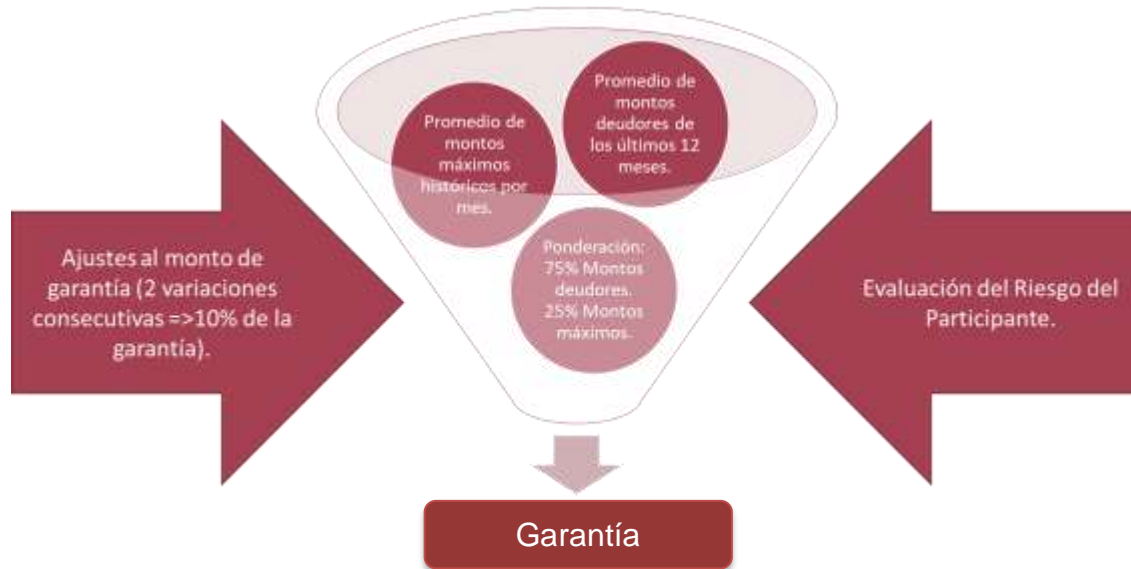 Promedio de
montos
deudores de
los últimos 12
meses.
Promedio de
montos
máximos
históricos por
mes.
Ponderación:
75% Montos
deudores.
25% Montos
máximos.
Ajustes al monto de
garantía (2 variaciones
consecutivas =>10% de la
garantía).
Evaluación del Riesgo del
Participante.
Garantía